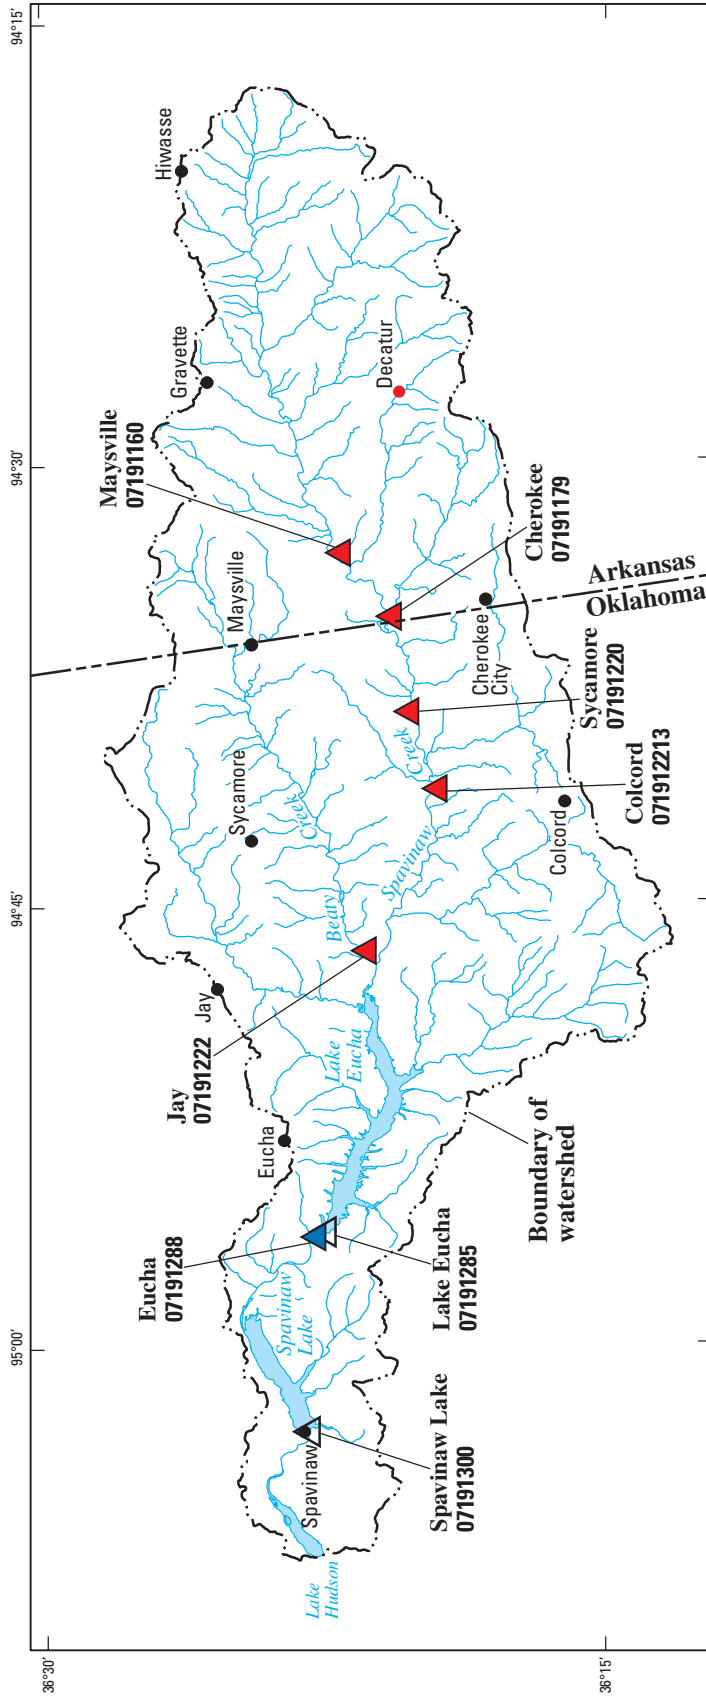 94°15′
94°30′
94°45′
95°00′
36°30′
36°15′
Hiwasse
Gravette
Decatur
Maysville
07191160
Maysville
Cherokee
07191179
Arkansas
Oklahoma
Cherokee
City
Sycamore
07191220
Sycamore
Colcord
071912213
Colcord
Creek
Beaty
Creek
Spavinaw
Jay
Jay
07191222
Lake
Eucha
Eucha
Boundary of
watershed
Eucha
07191288
Lake Eucha
07191285
Spavinaw
Lake
Spavinaw
Spavinaw Lake
07191300
Lake
Hudson